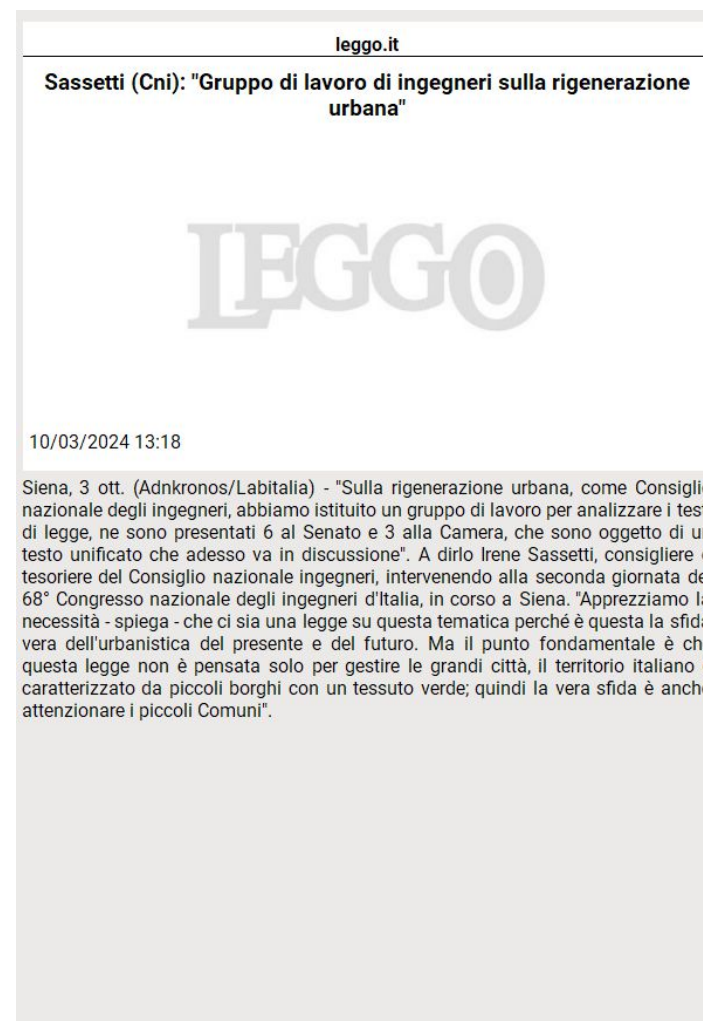 leggo.it
Sassetti (Cni): "Gruppo di lavoro di ingegneri sulla rigenerazione
urbana"
LEGGO
10/03/2024 13:18
Siena, 3 ott. (Adnkronos/Labitalia) - "Sulla rigenerazione urbana, come Consigli
nazionale degli ingegneri, abbiamo istituito un gruppo di lavoro per analizzare i test
di legge, ne sono presentati 6 al Senato e 3 alla Camera, che sono oggetto di u
testo unificato che adesso va in discussione". A dirlo Irene Sassetti, consigliere
tesoriere del Consiglio nazionale ingegneri, intervenendo alla seconda giornata de
68° Congresso nazionale degli ingegneri d'Italia, in corso a Siena. "Apprezziamo l
necessità - spiega - che ci sia una legge su questa tematica perché è questa la sfida
vera dell'urbanistica del presente e del futuro. Ma il punto fondamentale è ch
questa legge non è pensata solo per gestire le grandi città, il territorio italiano
caratterizzato da piccoli borghi con un tessuto verde; quindi la vera sfida è anch
attenzionare i piccoli Comuni".